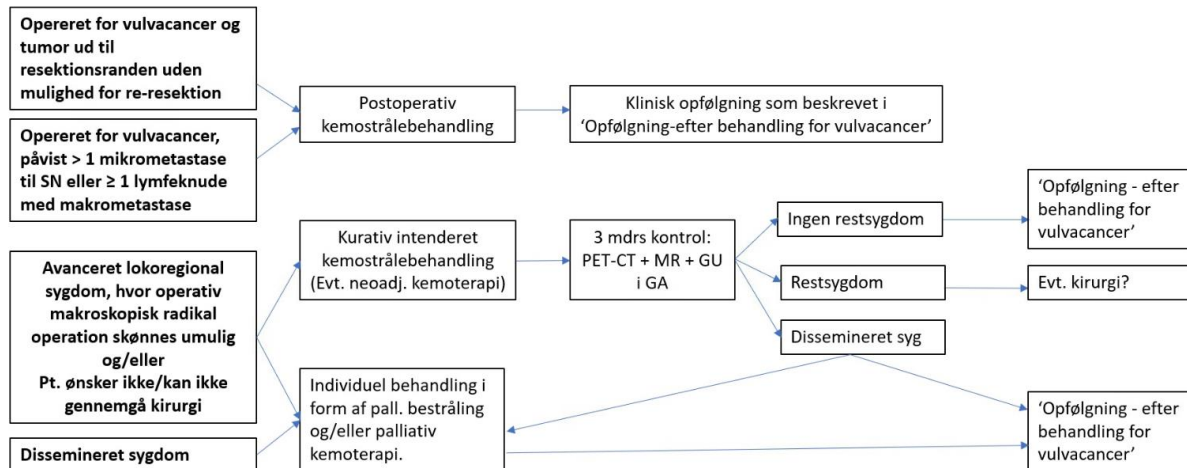 Opereret for vulvacancer og
tumor ud til
resektionsranden uden
mulighed for re-resektion
Postoperativ
kemostrålebehandling
Klinisk opfølgning som beskrevet i
‘Opfølgning-efter behandling for vulvacancer’
Opereret for vulvacancer,
påvist > 1 mikrometastase
til SN eller ≥ 1 lymfeknude
med makrometastase
Avanceret lokoregional
sygdom, hvor operativ
makroskopisk radikal
operation skønnes umulig
og/eller
Pt. ønsker ikke/kan ikke
gennemgå kirurgi
Kurativ intenderet
kemostrålebehandling
(Evt. neoadj. kemoterapi)
3 mdrs kontrol:
PET-CT + MR + GU
i GA
Ingen restsygdom
‘Opfølgning - efter
behandling for
vulvacancer’
Restsygdom
Evt. kirurgi?
Dissemineret syg
Individuel behandling i
form af pall. bestråling
og/eller palliativ
kemoterapi.
‘Opfølgning - efter
behandling for
vulvacancer’
Dissemineret sygdom